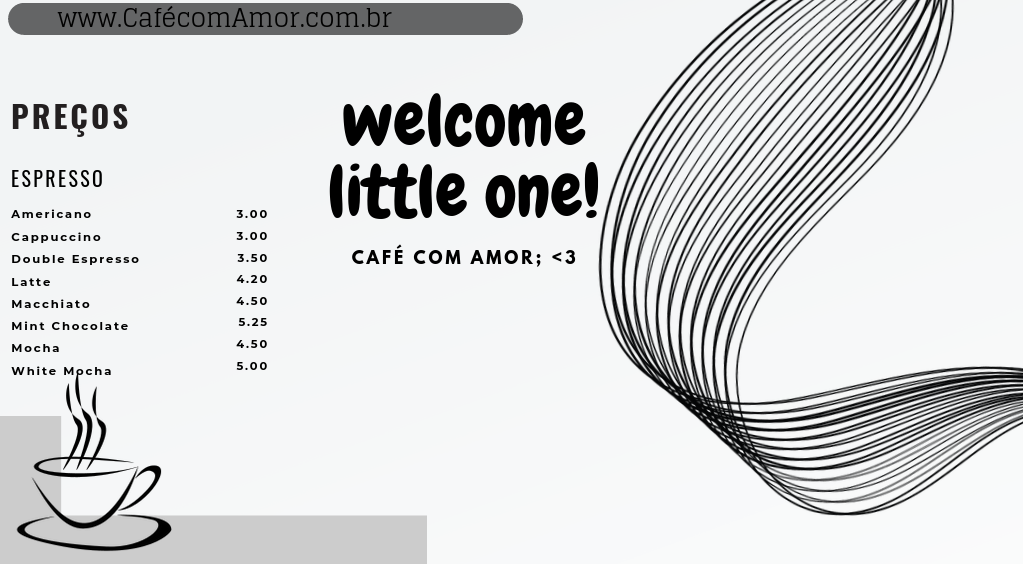 www.CafécomAmor.com.br
PREÇOS
ESPRESSO
Americano 3.00
Cappuccino 3.00
Double Espresso 3.50
Latte 4.20
Macchiato 4.50
Mint Chocolate 5.25
Mocha 4.50
White Mocha 5.00
welcome
little one!
CAFÉ COM AMOR; <3